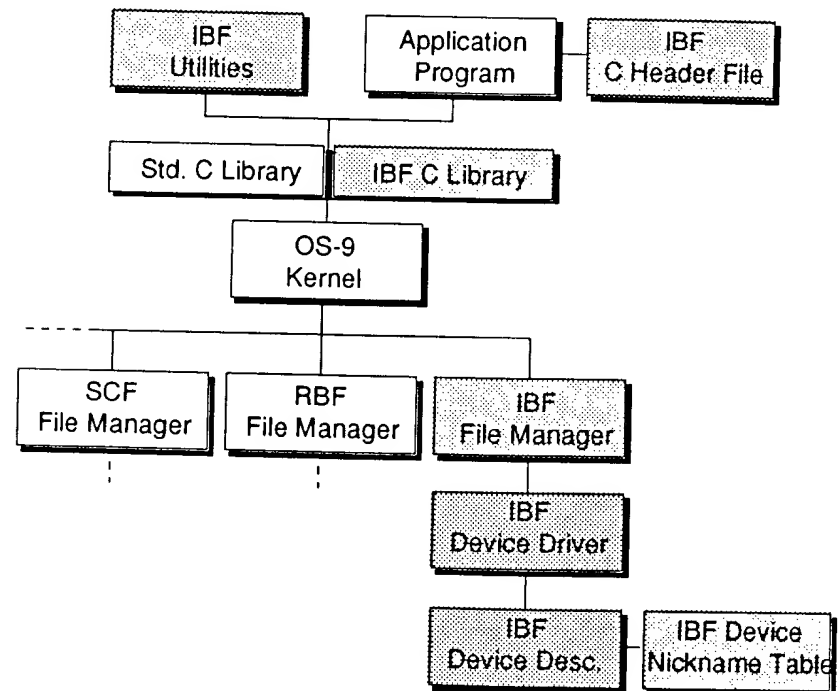 IBF
Utilities
Application
Program
IBF
C Header File
Std. C Library
IBF C Library
OS-9
Kernel
SCF
File Manager
RBF
File Manager
IBF
File Manager
IBF
Device Driver
IBF
Device Desc.
IBF Device
Nickname Table